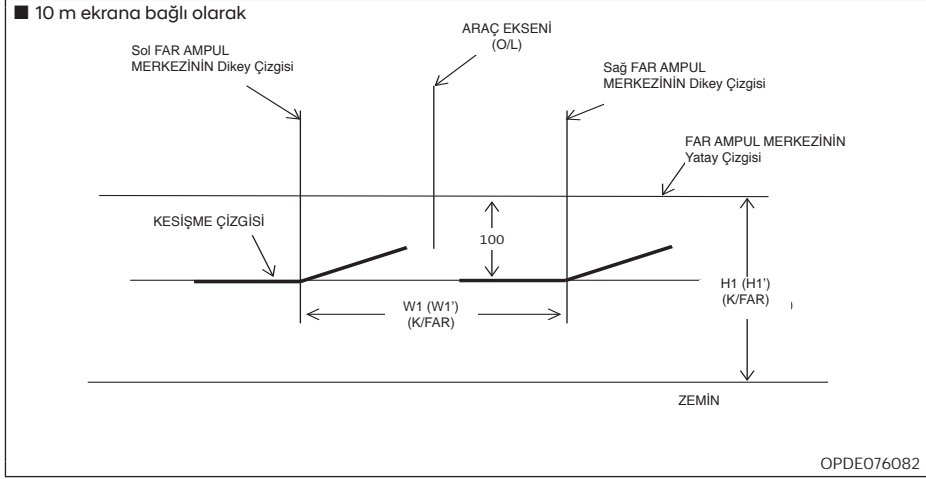 ■ 10 m ekrana bağlı olarak
ARAÇ EKSENİ
(O/L)
Sol FAR AMPUL
MERKEZİNİN Dikey Çizgisi
Sağ FAR AMPUL
MERKEZİNİN Dikey Çizgisi
FAR AMPUL MERKEZİNİN
Yatay Çizgisi
KESİŞME ÇİZGİSİ
100
H1 (H1’)
(K/FAR)
)
W1 (W1’)
(K/FAR)
ZEMİN
OPDE076082